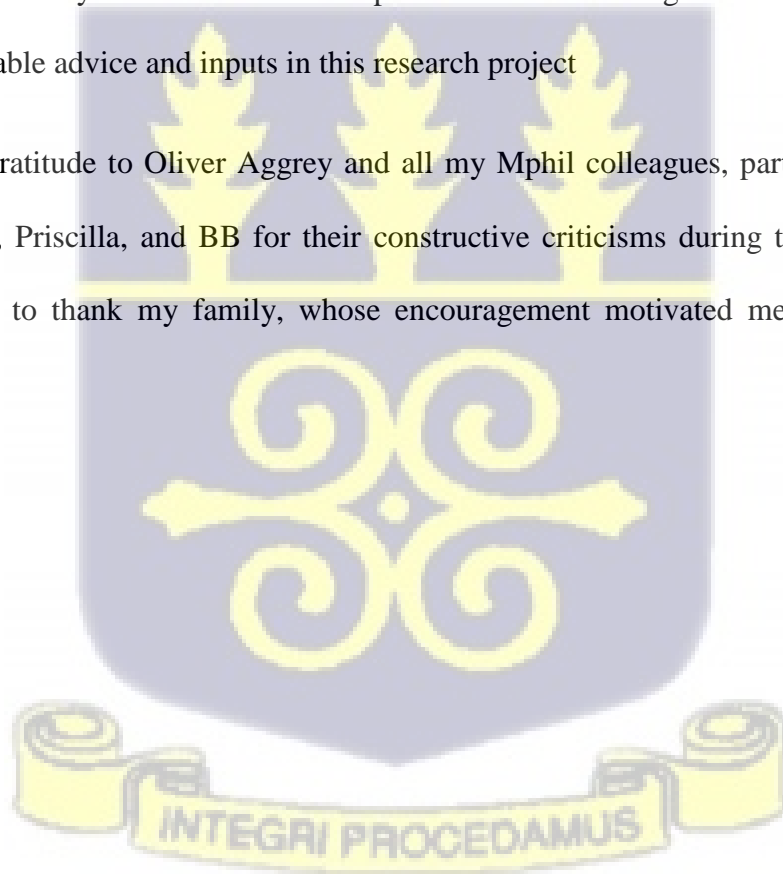 able advice and inputs in this research project
ratitude to Oliver Aggrey and all my Mphil colleagues, par
, Priscilla, and BB for their constructive criticisms during t
to thank my family, whose encouragement motivated me
INTEGRI PROCEDAMUS